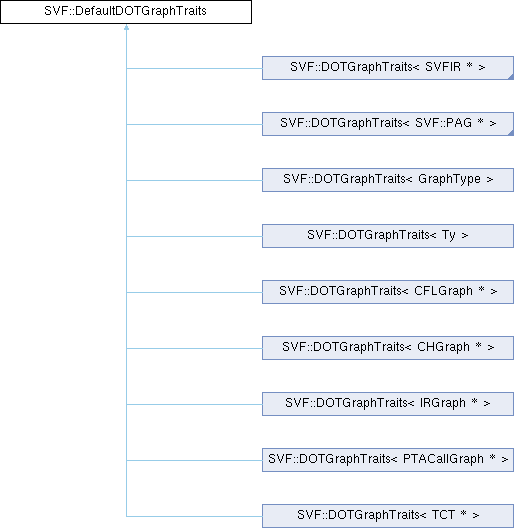 SVF::DefaultDOTGraphTraits
SVF::DOTGraphTraits< SVFIR * >
SVF::DOTGraphTraits< SVF::PAG * >
SVF::DOTGraphTraits< GraphType >
SVF::DOTGraphTraits< Ty >
SVF::DOTGraphTraits< CFLGraph * >
SVF::DOTGraphTraits< CHGraph * >
SVF::DOTGraphTraits< IRGraph * >
SVF::DOTGraphTraits< PTACallGraph * >
SVF::DOTGraphTraits< TCT * >